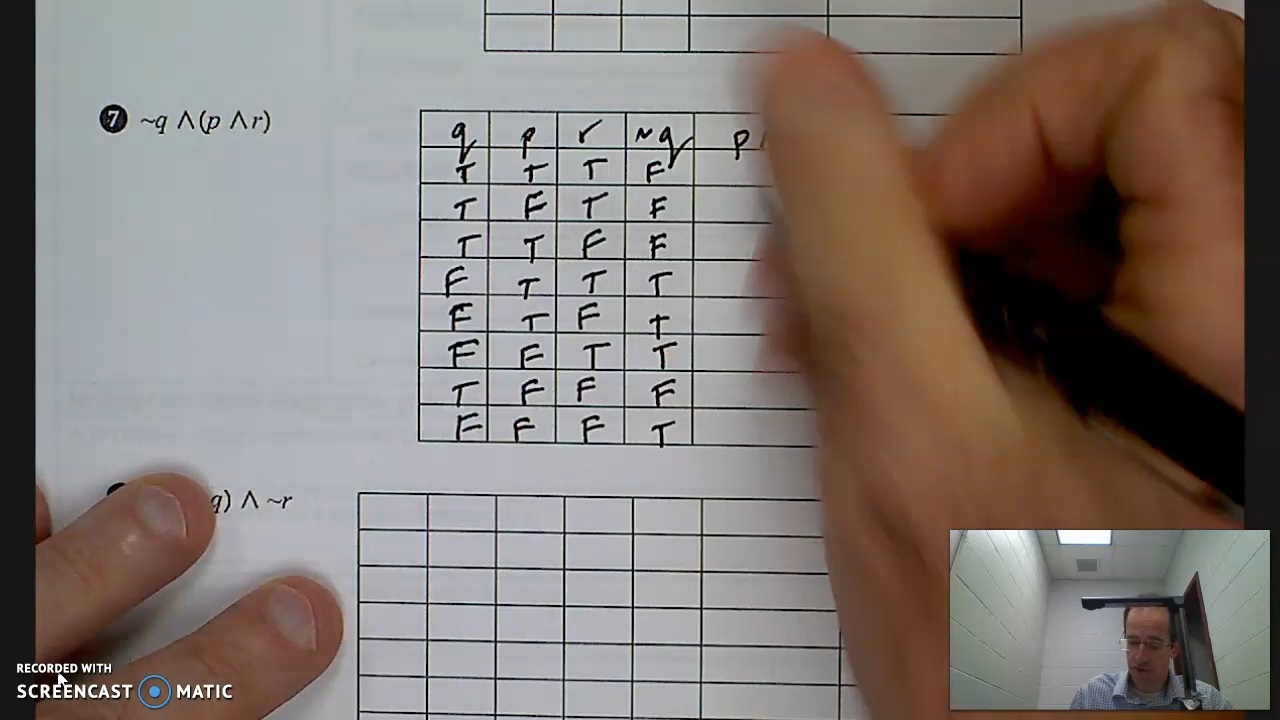 7 ~q ∧(p ∧r)
q p r ~q p
T T T F
T F T F
T T F F
F T T T
F T F T
F F T T
T F F F
F F F T
q) ∧ ~r
RECORDED WITH
SCREENCAST MATIC